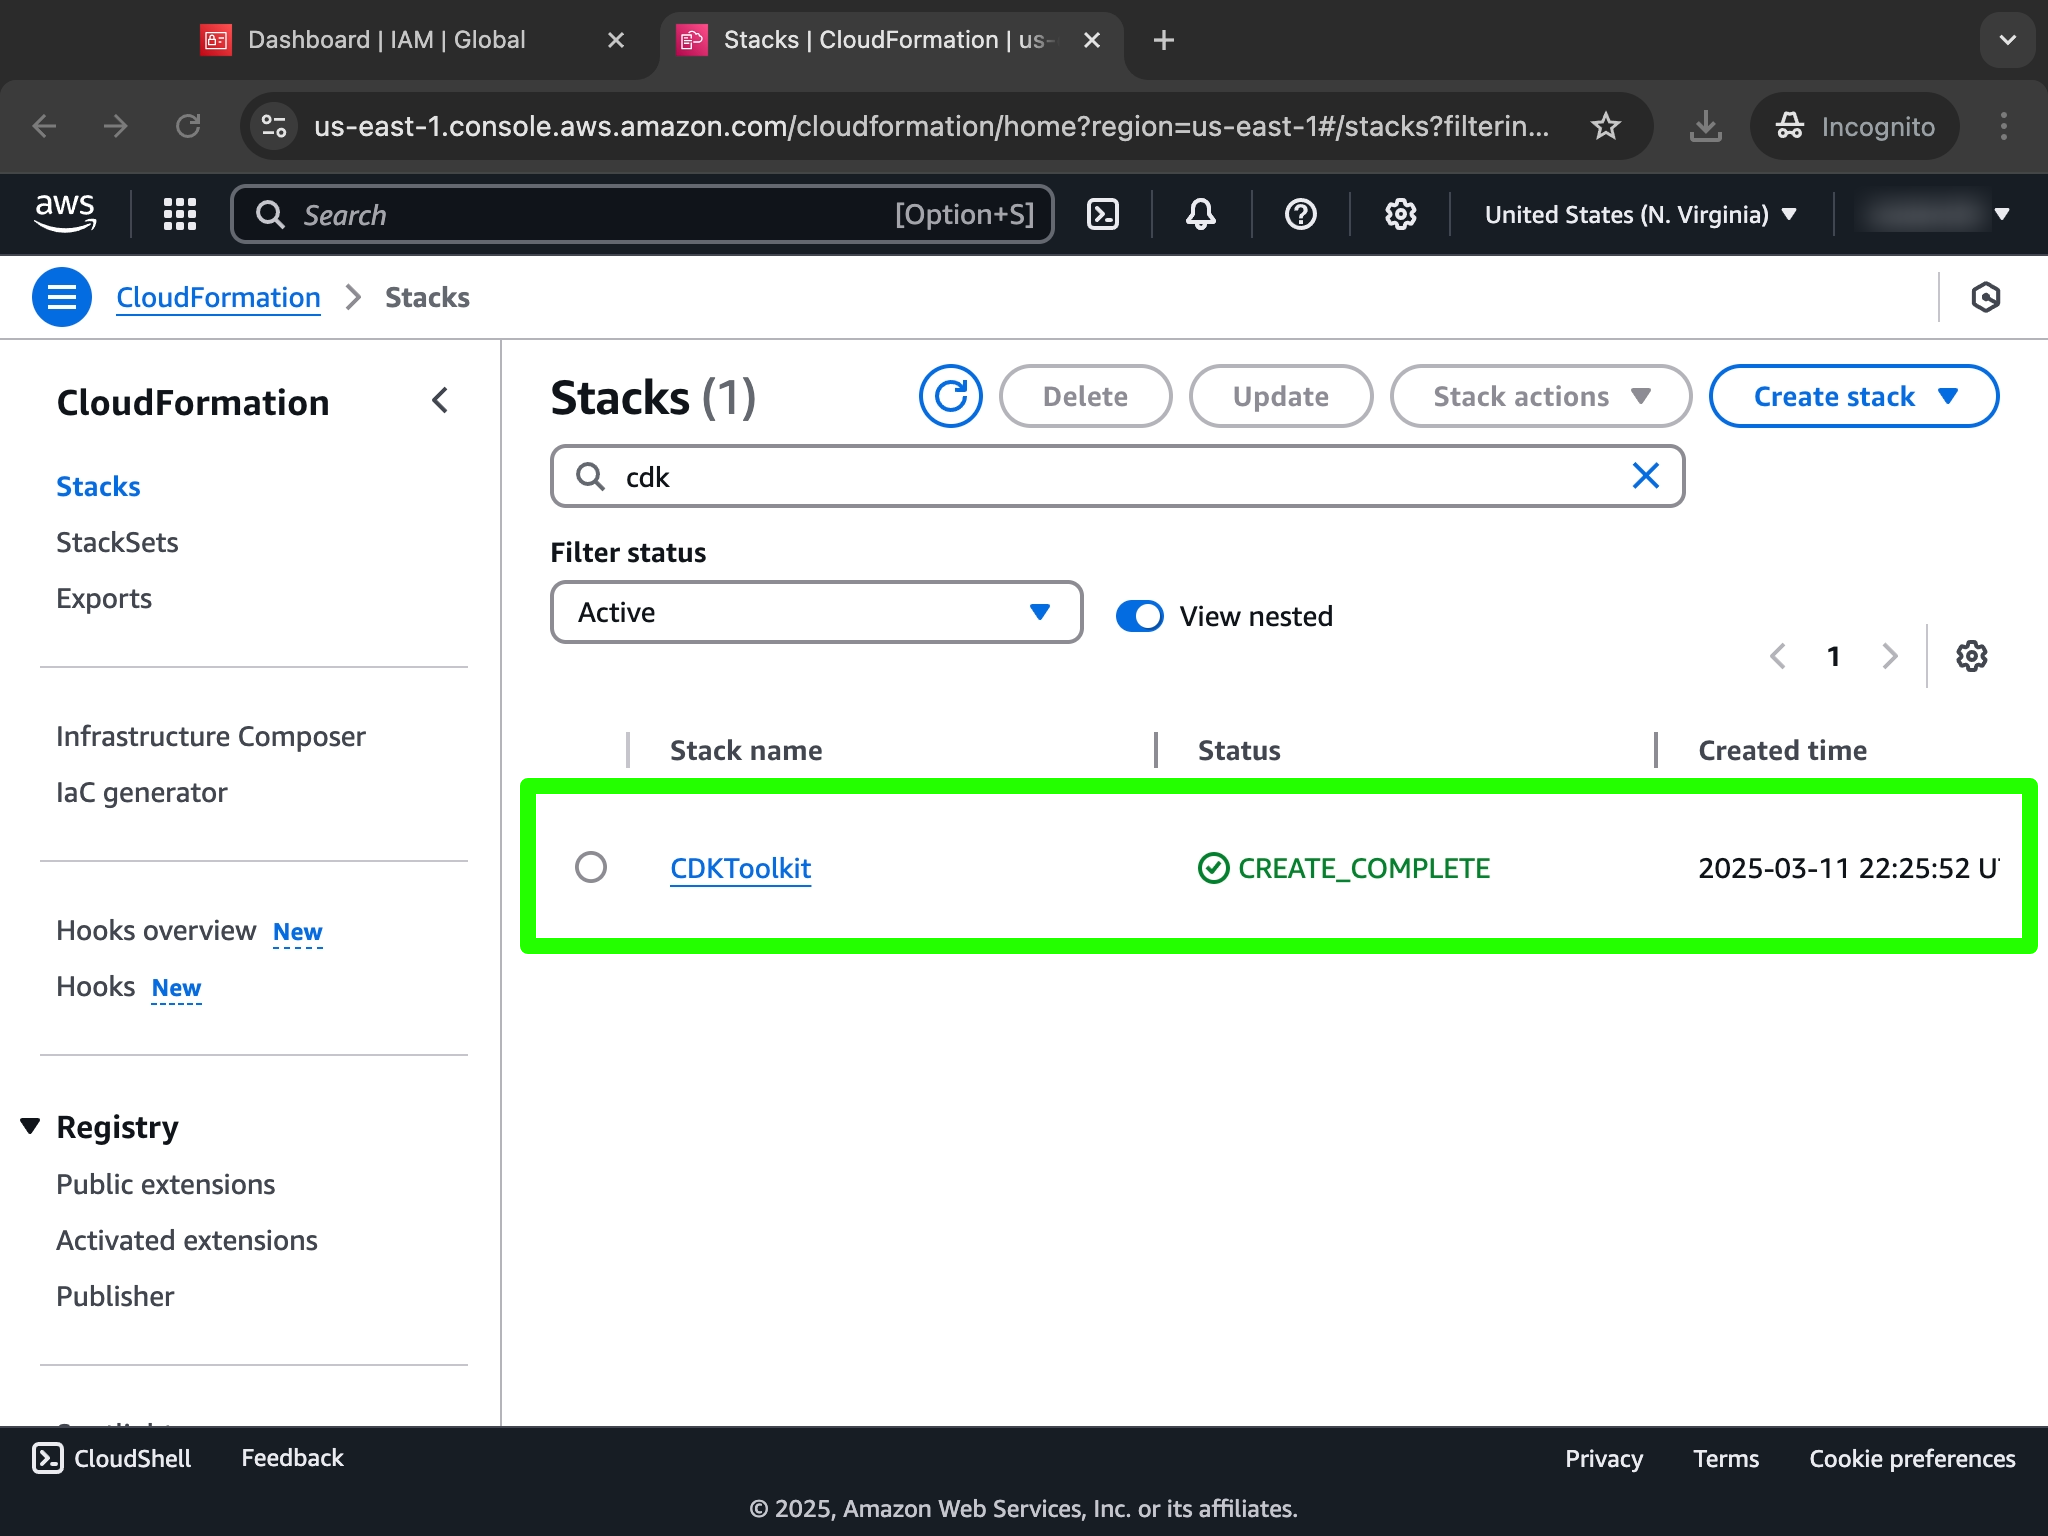 Dashboard | IAM | Global
Stacks | CloudFormation | us-
us-east-1.console.aws.amazon.com/cloudformation/home?region=us-east-1#/stacks?filterin...
Incognito
aws
Search
[Option+S]
United States (N. Virginia)
CloudFormation
Stacks
CloudFormation
Stacks
StackSets
Exports
Infrastructure Composer
IaC generator
Hooks overview New
Hooks New
Registry
Public extensions
Activated extensions
Publisher
Stacks (1)
Delete
Update
Stack actions
Create stack
cdk
Filter status
Active
View nested
1
Stack name
Status
Created time
CDKToolkit
CREATE_COMPLETE
2025-03-11 22:25:52 U
CloudShell
Feedback
Privacy
Terms
Cookie preferences
© 2025, Amazon Web Services, Inc. or its affiliates.